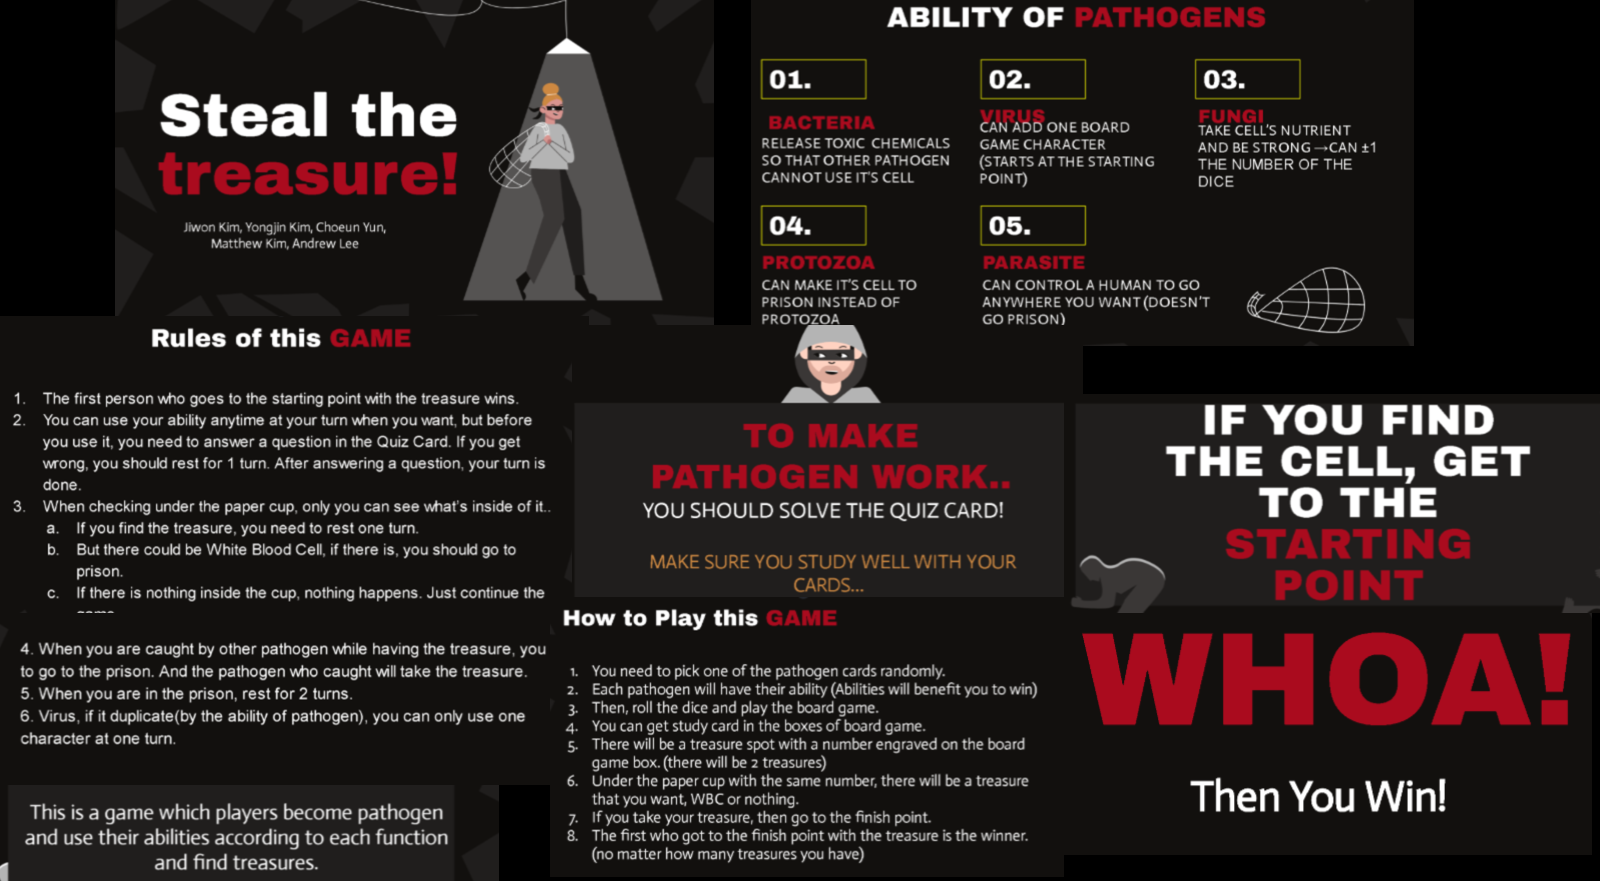 Steal the
treasure!
Jiwon Kim, Yongjin Kim, Choeun Yun,
Matthew Kim, Andrew Lee
ABILITY OF PATHOGENS
01.
BACTERIA
RELEASE TOXIC CHEMICALS
SO THAT OTHER PATHOGEN
CANNOT USE IT'S CELL
02.
VIRUS
CAN ADD ONE BOARD
GAME CHARACTER
(STARTS AT THE STARTING
POINT)
03.
FUNGI
TAKE CELL'S NUTRIENT
AND BE STRONG →CAN ±1
THE NUMBER OF THE
DICE
04.
PROTOZOA
CAN MAKE IT'S CELL TO
PRISON INSTEAD OF
PROTOZOA
05.
PARASITE
CAN CONTROL A HUMAN TO GO
ANYWHERE YOU WANT (DOESN'T
GO PRISON)
Rules of this GAME
1. The first person who goes to the starting point with the treasure wins.
2. You can use your ability anytime at your turn when you want, but before
you use it, you need to answer a question in the Quiz Card. If you get
wrong, you should rest for 1 turn. After answering a question, your turn is
done.
3. When checking under the paper cup, only you can see what's inside of it..
a. If you find the treasure, you need to rest one turn.
b. But there could be White Blood Cell, if there is, you should go to
prison.
c. If there is nothing inside the cup, nothing happens. Just continue the
4. When you are caught by other pathogen while having the treasure, you
to go to the prison. And the pathogen who caught will take the treasure.
5. When you are in the prison, rest for 2 turns.
6. Virus, if it duplicate(by the ability of pathogen), you can only use one
character at one turn.
This is a game which players become pathogen
and use their abilities according to each function
and find treasures.
TO MAKE
PATHOGEN WORK..
YOU SHOULD SOLVE THE QUIZ CARD!
MAKE SURE YOU STUDY WELL WITH YOUR
CARDS...
How to Play this GAME
1. You need to pick one of the pathogen cards randomly.
2. Each pathogen will have their ability (Abilities will benefit you to win)
3. Then, roll the dice and play the board game.
4. You can get study card in the boxes of board game.
5. There will be a treasure spot with a number engraved on the board
game box. (there will be 2 treasures)
6. Under the paper cup with the same number, there will be a treasure
that you want, WBC or nothing.
7. If you take your treasure, then go to the finish point.
8. The first who got to the finish point with the treasure is the winner.
(no matter how many treasures you have)
IF YOU FIND
THE CELL, GET
TO THE
STARTING
POINT
WHOA!
Then You Win!